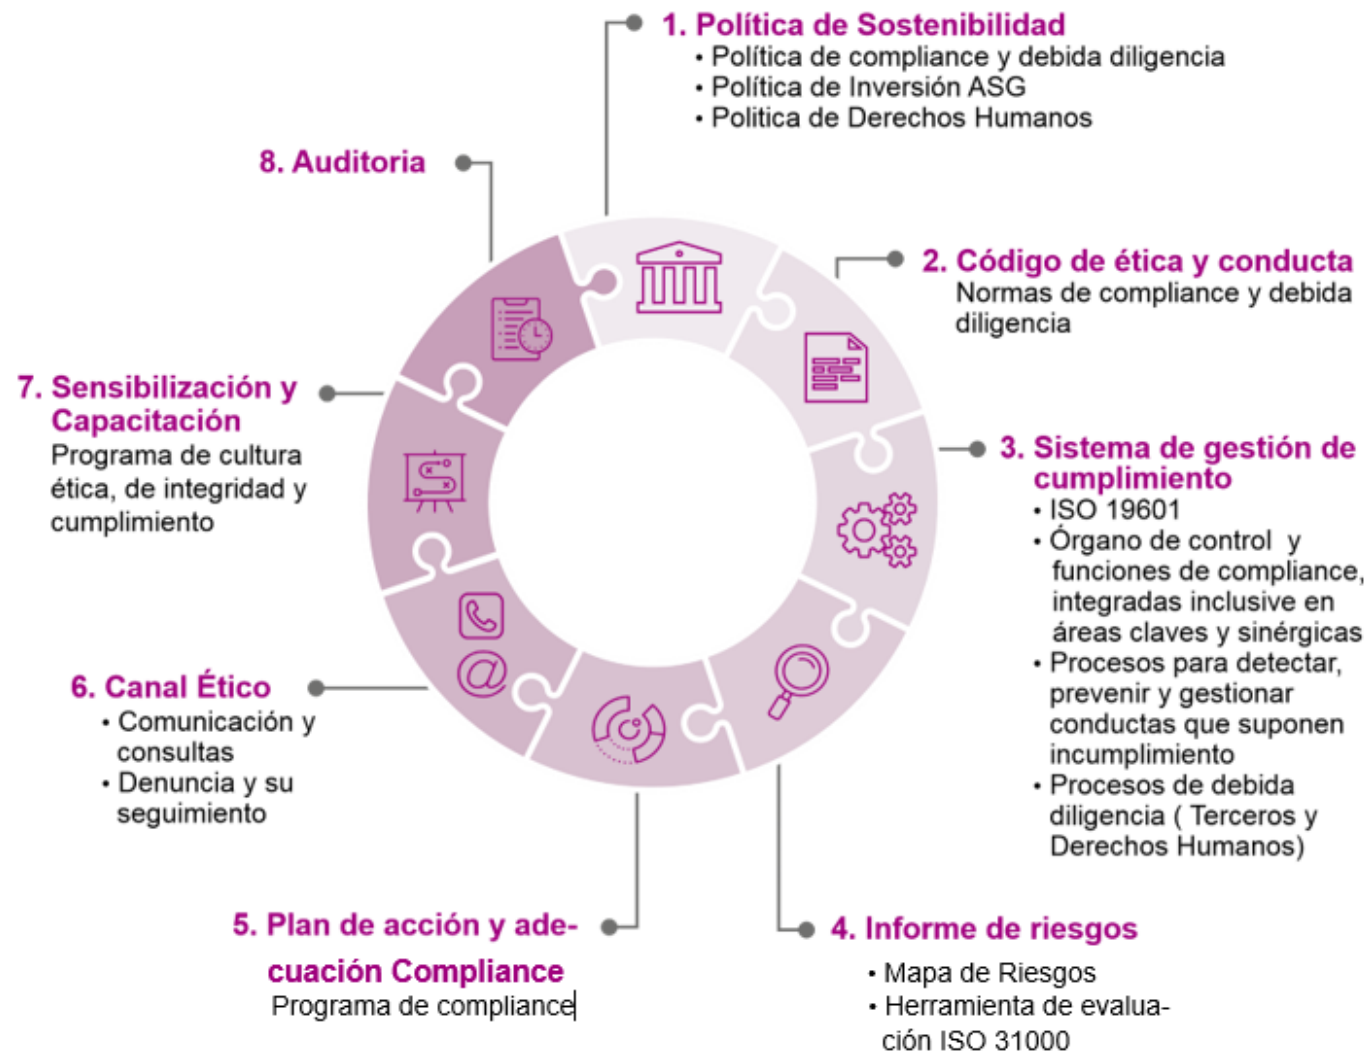 1. Política de Sostenibilidad
• Política de compliance y debida diligencia
• Política de Inversión ASG
• Politica de Derechos Humanos
2. Código de ética y conducta
Normas de compliance y debida
diligencia
3. Sistema de gestión de
cumplimiento
• ISO 19601
• Órgano de control y
funciones de compliance,
integradas inclusive en
áreas claves y sinérgicas
• Procesos para detectar,
prevenir y gestionar
conductas que suponen
incumplimiento
• Procesos de debida
diligencia ( Terceros y
Derechos Humanos)
4. Informe de riesgos
• Mapa de Riesgos
• Herramienta de evalua-
ción ISO 31000
5. Plan de acción y ade-
cuación Compliance
Programa de compliance
6. Canal Ético
• Comunicación y
consultas
• Denuncia y su
seguimiento
7. Sensibilización y
Capacitación
Programa de cultura
ética, de integridad y
cumplimiento
8. Auditoria
@